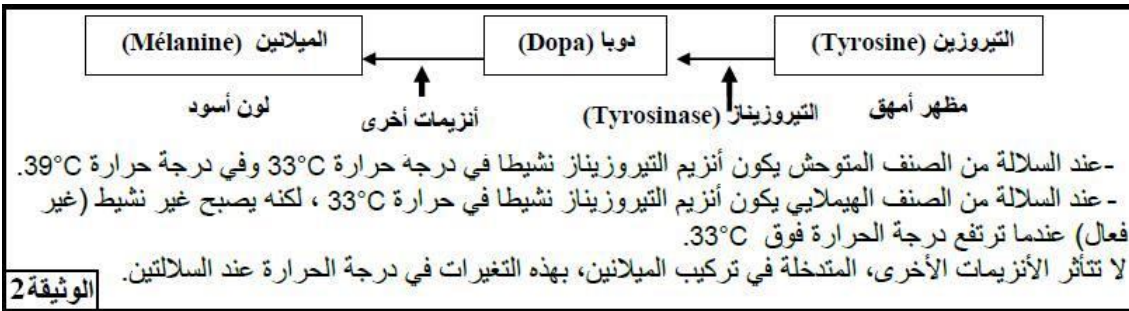 التيروزين (Tyrosine) دوبا (Dopa) الميلانين (Mélanine)
مظهر أمهق التيروزيناز (Tyrosinase) أنزيمات أخرى لون أسود
-عند السلالة من الصنف المتوحش يكون أنزيم التيروزيناز نشيطا في درجة حرارة 33°C وفي درجة حرارة 39°C.
- عند السلالة من الصنف الهيملايي يكون أنزيم التيروزيناز نشيطا في حرارة 33°C ، لكنه يصبح غير نشيط (غير
فعال) عندما ترتفع درجة الحرارة فوق 33°C.
لا تتأثر الأنزيمات الأخرى، المتدخلة في تركيب الميلانين، بهذه التغيرات في درجة الحرارة عند السلالتين.
الوثيقة2